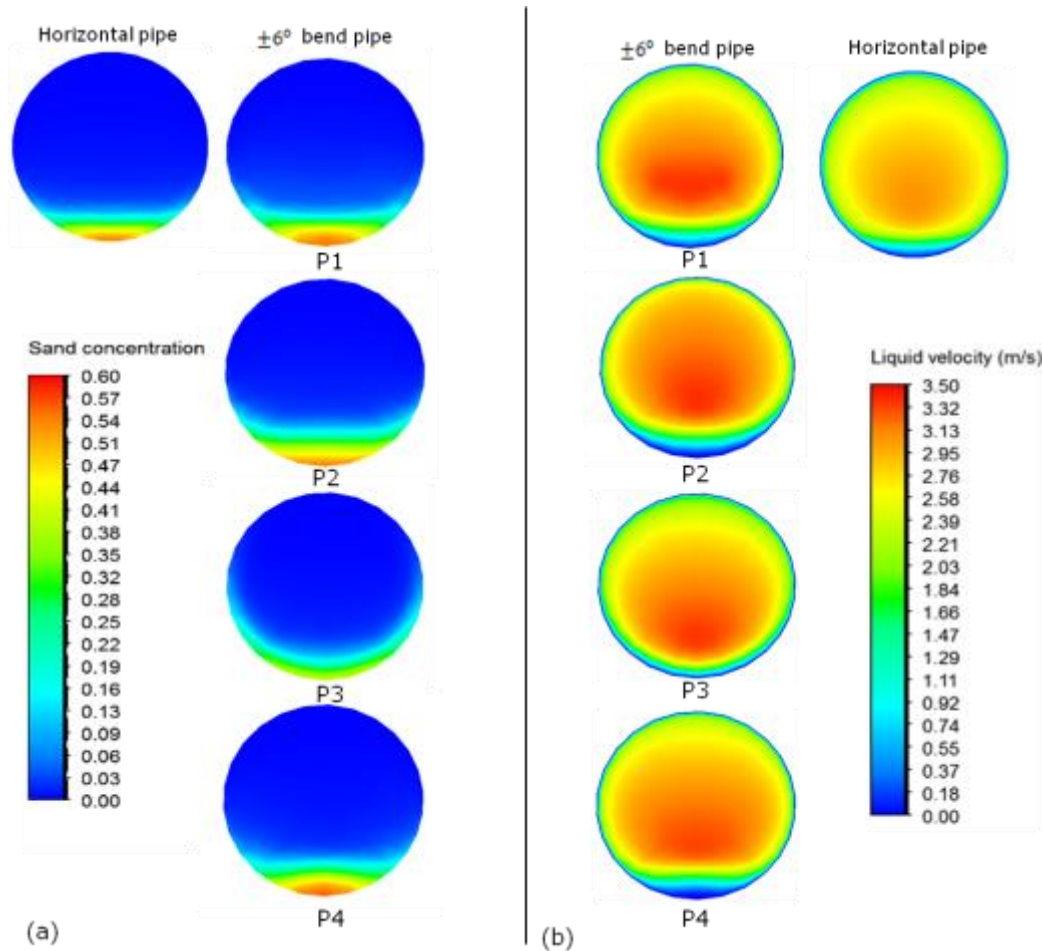 Horizontal pipe
±6° bend pipe
P1
P2
P3
P4
Sand concentration
0.60
0.57
0.54
0.51
0.47
0.44
0.41
0.38
0.35
0.32
0.28
0.25
0.22
0.19
0.16
0.13
0.09
0.06
0.03
0.00
(a)
±6° bend pipe
Horizontal pipe
P1
P2
P3
P4
Liquid velocity (m/s)
3.50
3.32
3.13
2.95
2.76
2.58
2.39
2.21
2.03
1.84
1.66
1.47
1.29
1.11
0.92
0.74
0.55
0.37
0.18
0.00
(b)